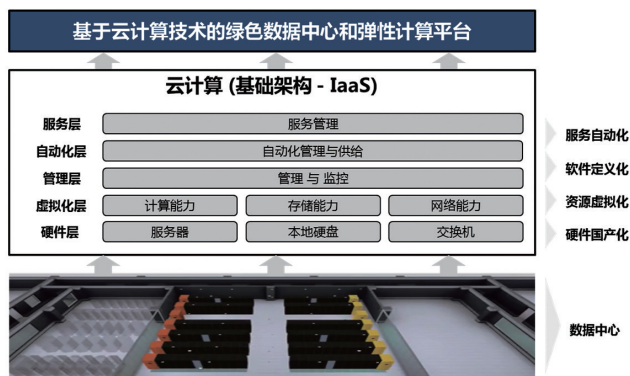 基于云计算技术的绿色数据中心和弹性计算平台
云计算 (基础架构 - IaaS)
服务层 服务管理
自动化层 自动化管理与供给
管理层 管理 与 监控
虚拟化层 计算能力 存储能力 网络能力
硬件层 服务器 本地硬盘 交换机
服务自动化
软件定义化
资源虚拟化
硬件国产化
数据中心